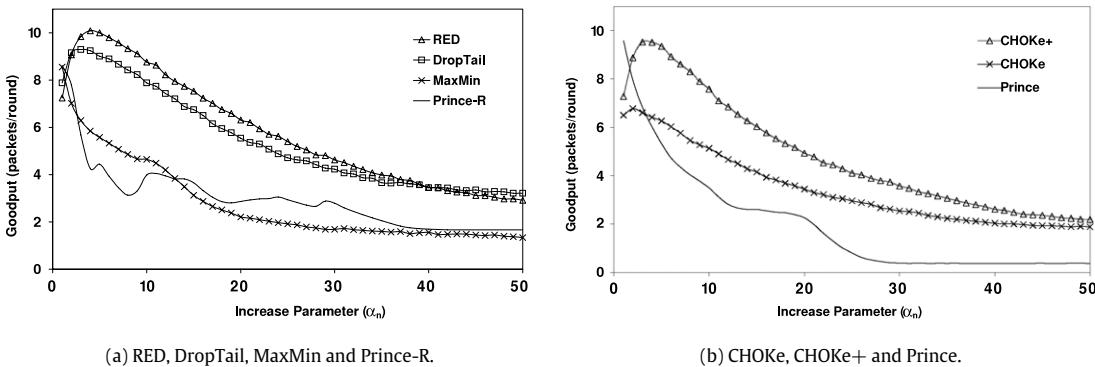 10
8
6
4
2
0
Goodput (packets/round)
RED
DropTail
MaxMin
Prince-R
0 10 20 30 40 50
Increase Parameter (αn)
(a) RED, DropTail, MaxMin and Prince-R.
10
8
6
4
2
0
Goodput (packets/round)
CHOKe+
CHOKe
Prince
0 10 20 30 40 50
Increase Parameter (αn)
(b) CHOKe, CHOKe+ and Prince.